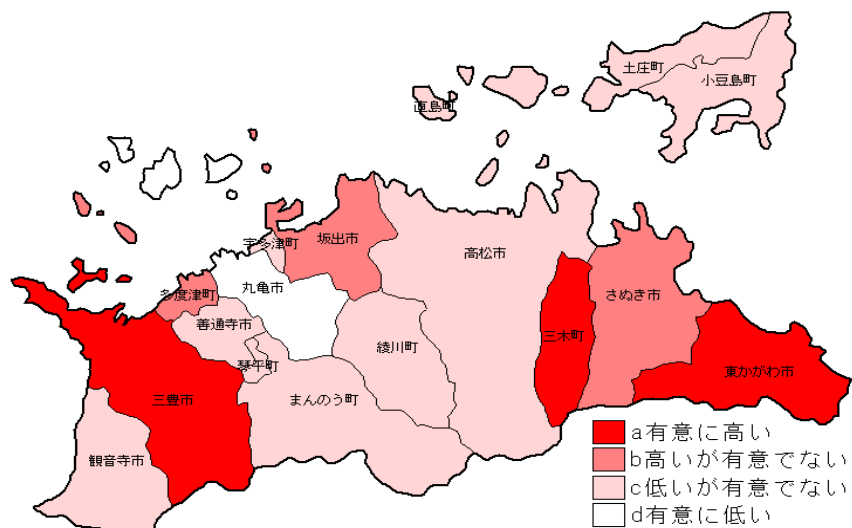 土庄町
小豆島町
直島町
宇多津町
坂出市
高松市
丸亀市
多度津町
さぬき市
善通寺市
三木町
綾川町
琴平町
東かがわ市
まんのう町
三豊市
観音寺市
a有意に高い
b高いが有意でない
c低いが有意でない
d有意に低い